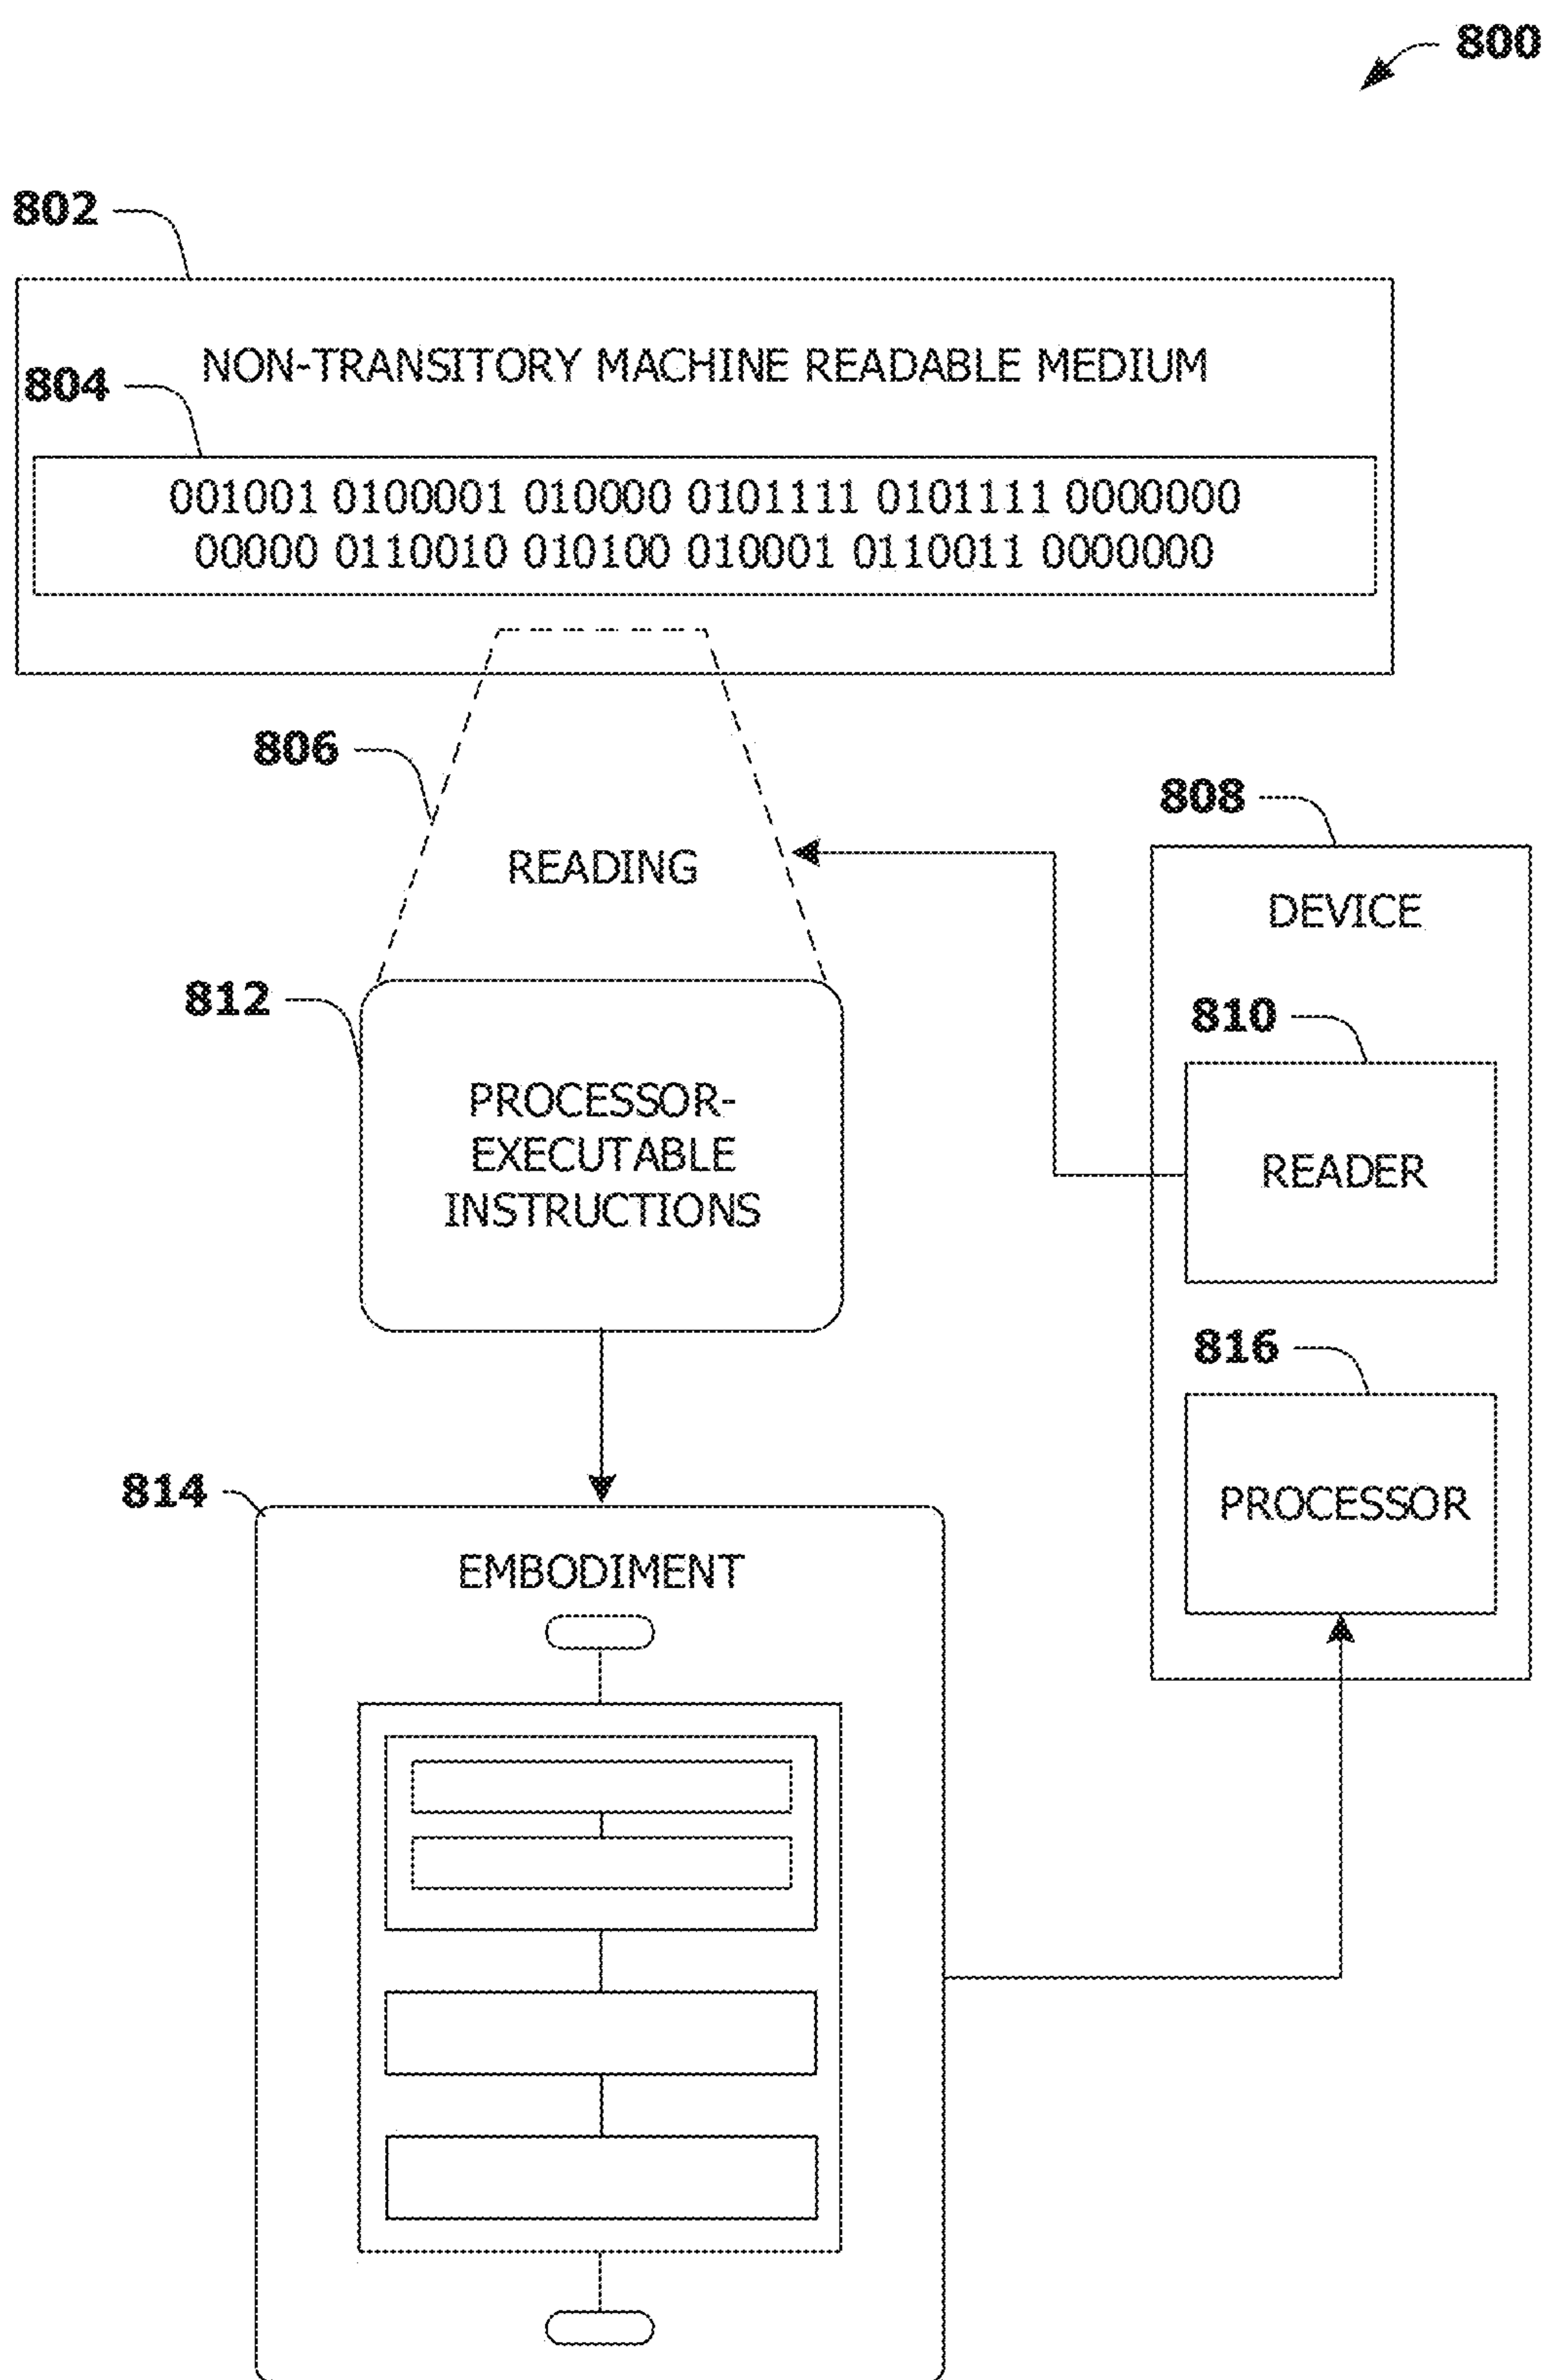 800
802
NON-TRANSITORY MACHINE READABLE MEDIUM
804
001001 0100001 010000 0101111 0101111 0000000
00000 0110010 010100 010001 0110011 0000000
806
READING
808
DEVICE
810
READER
812
PROCESSOR-
EXECUTABLE
INSTRUCTIONS
816
PROCESSOR
814
EMBODIMENT